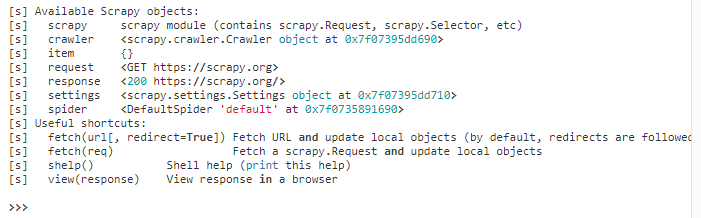 [s] Available Scrapy objects:
[s]   scrapy     scrapy module (contains scrapy.Request, scrapy.Selector, etc)
[s]   crawler    <scrapy.crawler.Crawler object at 0x7f07395dd690>
[s]   item       {}
[s]   request    <GET https://scrapy.org>
[s]   response   <200 https://scrapy.org/>
[s]   settings   <scrapy.settings.Settings object at 0x7f07395dd710>
[s]   spider     <DefaultSpider 'default' at 0x7f0735891690>
[s] Useful shortcuts:
[s]   fetch(url[, redirect=True]) Fetch URL and update local objects (by default, redirects are followed
[s]   fetch(req)                  Fetch a scrapy.Request and update local objects
[s]   shelp()           Shell help (print this help)
[s]   view(response)    View response in a browser
>>>